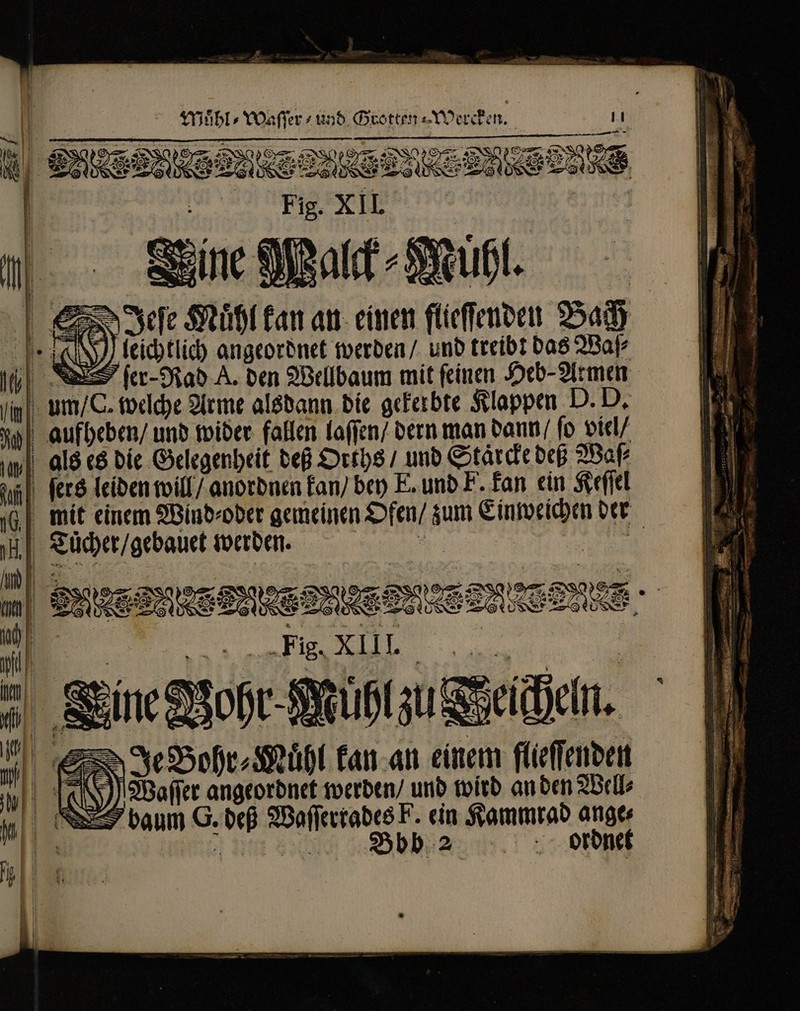 Mühl-Waſſer-und Grotten-Wercken. 11
Fig. XII.
Eine Walck-Mühl.
DIeſe Mühl kan an einen flieſſenden Bach
leichtlich angeordnet werden/ und treibt das Waſ-
ſer-Rad A. den Wellbaum mit ſeinen Heb-Armen
um/C. welche Arme alsdann die gekerbte Klappen D. D.
aufheben/ und wider fallen laſſen/ dern man dann/ ſo viel/
als es die Gelegenheit deß Orths / und Stärcke deß Waſ-
ſers leiden will/ anordnen kan/ bey E. und F. kan ein Keſſel
mit einem Wind-oder gemeinen Ofen/ zum Einweichen der
Tücher/gebauet werden.
Fig. XIII.
Eine Bohr-Mühl zu Teicheln.
DIe Bohr-Mühl kan an einem flieſſenden
Waſſer angeordnet werden/ und wird an den Well-
baum G. deß Waſſerrades F. ein Kammrad ange-
Bbb 2 ordnet